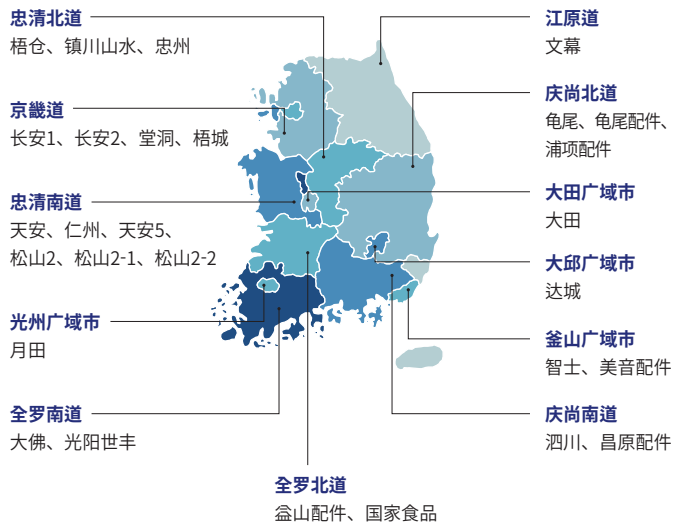 忠清北道
梧仓、镇川山水、忠州
京畿道
长安1、长安2、堂洞、梧城
忠清南道
天安、仁州、天安5、
松山2、松山2-1、松山2-2
光州广域市
月田
全罗南道
大佛、光阳世丰
全罗北道
益山配件、国家食品
江原道
文幕
庆尚北道
龟尾、龟尾配件、
浦项配件
大田广域市
大田
大邱广域市
达城
釜山广域市
智士、美音配件
庆尚南道
泗川、昌原配件